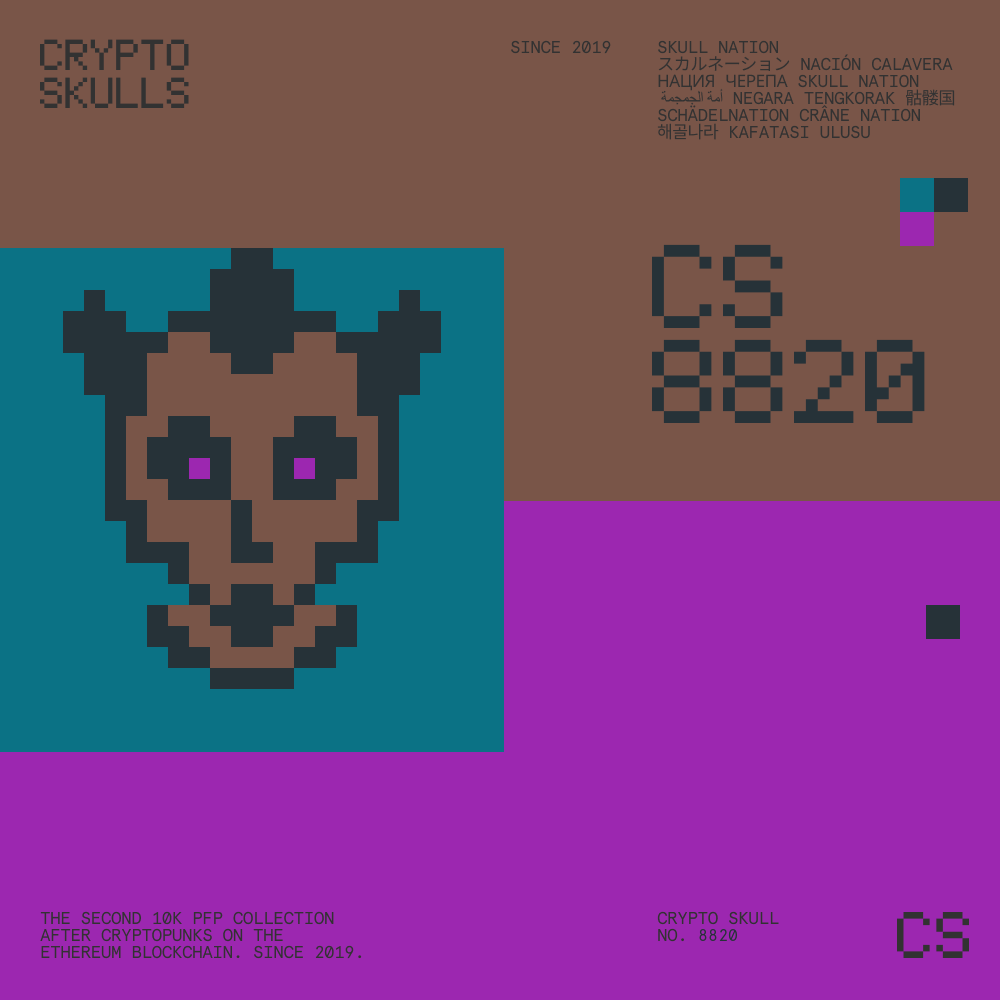 CRYPTO
SKULLS
SINCE 2019
SKULL NATION
スカルネーション NACIÓN CALAVERA
НАЦИЯ ЧЕРЕПА SKULL NATION
أمة الجمجمة NEGARA TENGKORAK 骷髅国
SCHÄDELNATION CRÂNE NATION
해골나라 KAFATASI ULUSU
CS
8820
THE SECOND 10K PFP COLLECTION
AFTER CRYPTOPUNKS ON THE
ETHEREUM BLOCKCHAIN. SINCE 2019.
CRYPTO SKULL
NO. 8820
CS